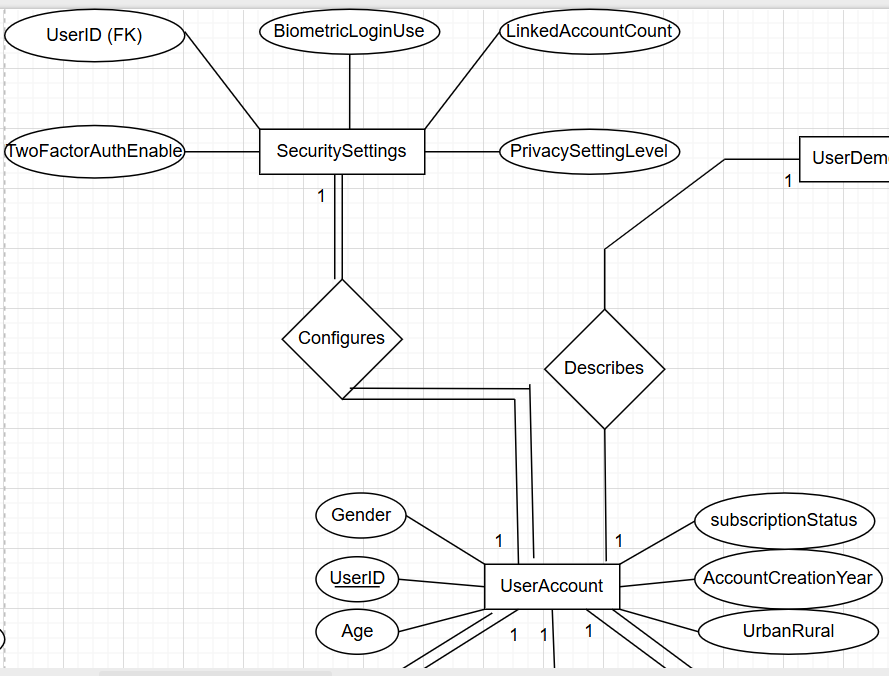 UserID (FK)
BiometricLoginUse
LinkedAccountCount
TwoFactorAuthEnable
SecuritySettings
PrivacySettingLevel
UserDem
1
1
Configures
Describes
Gender
subscriptionStatus
1
1
UserID
UserAccount
AccountCreationYear
Age
1
1
1
UrbanRural